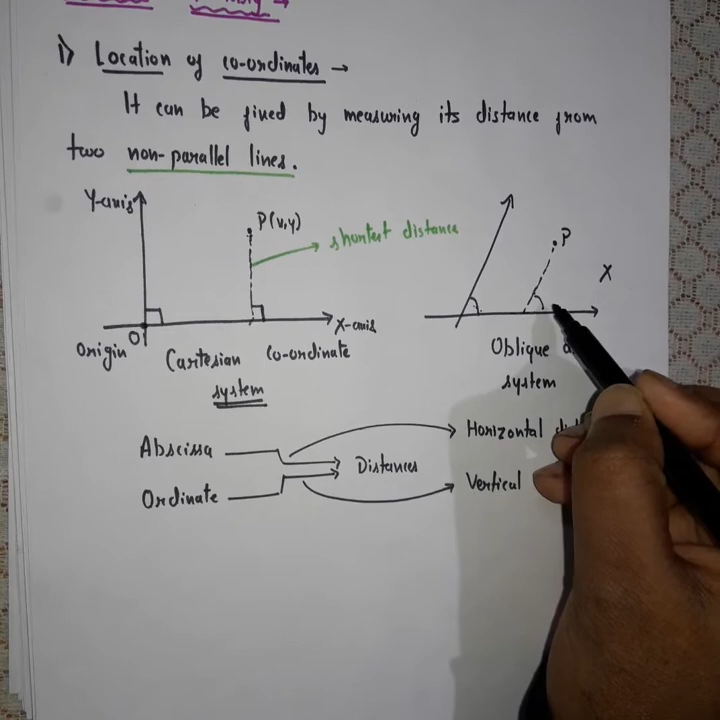 i) Location of co-ordinates →
It can be fixed by measuring its distance from
two non-parallel lines.
Y-axis
P(x,y)
shortest distance
P
X
O
X-axis
Origin
Cartesian co-ordinate
system
Oblique
system
Abscissa
Ordinate
Distances
Horizontal
Vertical